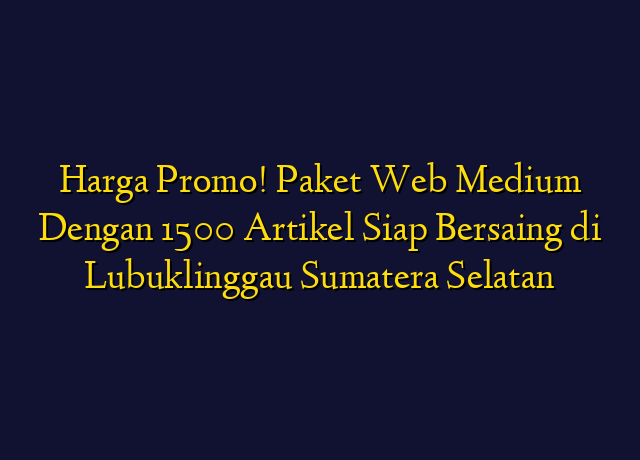 Harga Promo! Paket Web Medium
Dengan 1500 Artikel Siap Bersaing di
Lubuklinggau Sumatera Selatan